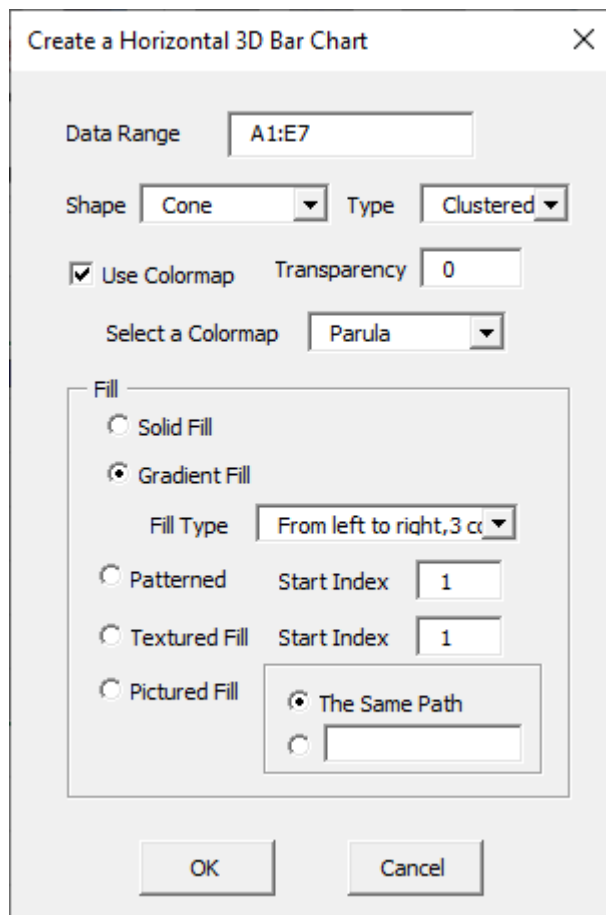 Create a Horizontal 3D Bar Chart
Data Range A1:E7
Shape Cone Type Clustered
Use Colormap Transparency 0
Select a Colormap Parula
Fill
Solid Fill
Gradient Fill
Fill Type From left to right,3 co
Patterned Start Index 1
Textured Fill Start Index 1
Pictured Fill
The Same Path
OK Cancel